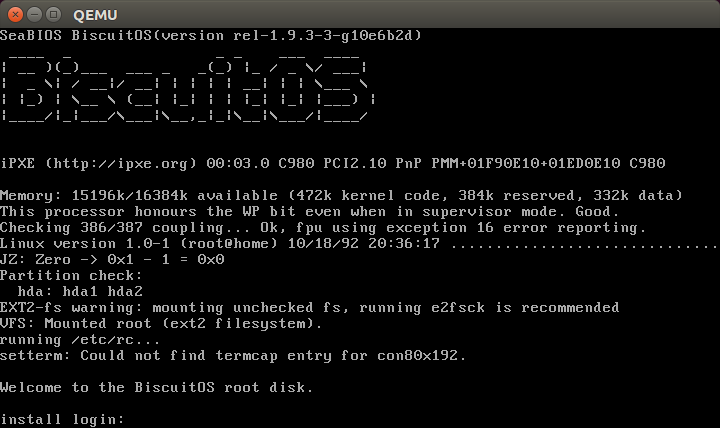 QEMU
SeaBIOS BiscuitOS(version rel-1.9.3-3-g10e6b2d)
BiscuitOS
iPXE (http://ipxe.org) 00:03.0 C980 PCI2.10 PnP PMM+01F90E10+01ED0E10 C980
Memory: 15196k/16384k available (472k kernel code, 384k reserved, 332k data)
This processor honours the WP bit even when in supervisor mode. Good.
Checking 386/387 coupling... Ok, fpu using exception 16 error reporting.
Linux version 1.0-1 (root@home) 10/18/92 20:36:17 ...............................
JZ: Zero -> 0x1 - 1 = 0x0
Partition check:
hda: hda1 hda2
EXT2-fs warning: mounting unchecked fs, running e2fsck is recommended
VFS: Mounted root (ext2 filesystem).
running /etc/rc...
setterm: Could not find termcap entry for con80x192.
Welcome to the BiscuitOS root disk.
install login: